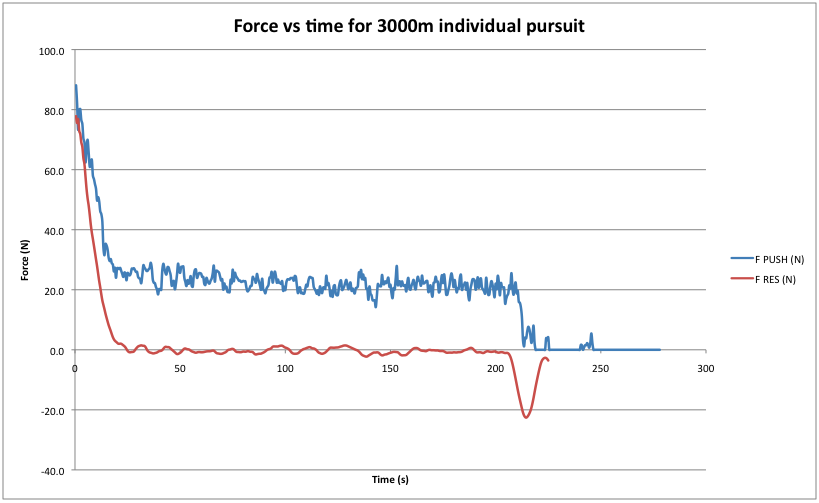 Force vs time for 3000m individual pursuit
100.0
80.0
60.0
40.0
20.0
0.0
-20.0
-40.0
Force (N)
0 50 100 150 200 250 300
Time (s)
F PUSH (N)
F RES (N)